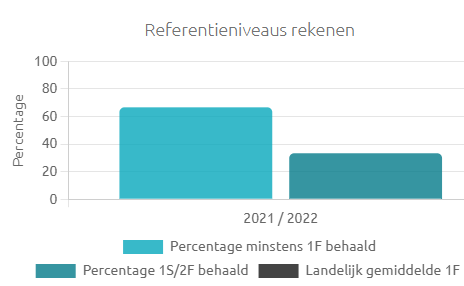 Referentieniveaus rekenen
Percentage
100
80
60
40
20
0
2021 / 2022
Percentage minstens 1F behaald
Percentage 1S/2F behaald Landelijk gemiddelde 1F